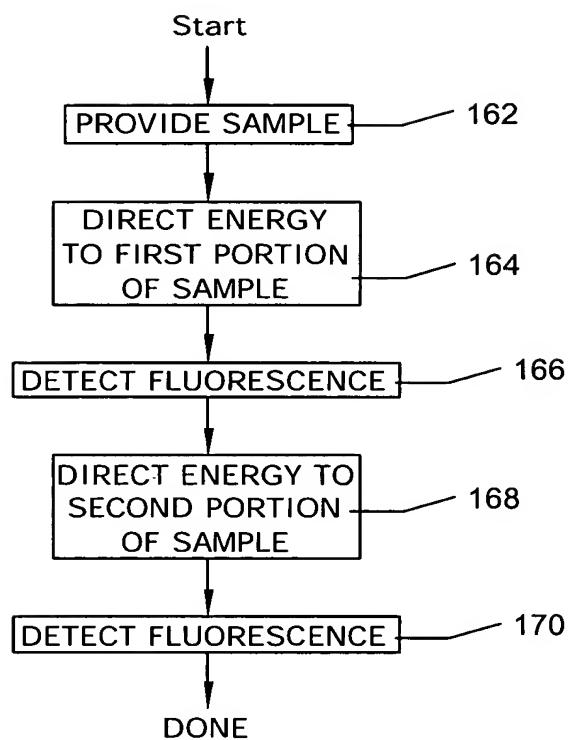 Start
PROVIDE SAMPLE
162
DIRECT ENERGY
TO FIRST PORTION
OF SAMPLE
164
DETECT FLUORESCENCE
166
DIRECT ENERGY TO
SECOND PORTION
OF SAMPLE
168
DETECT FLUORESCENCE
170
DONE